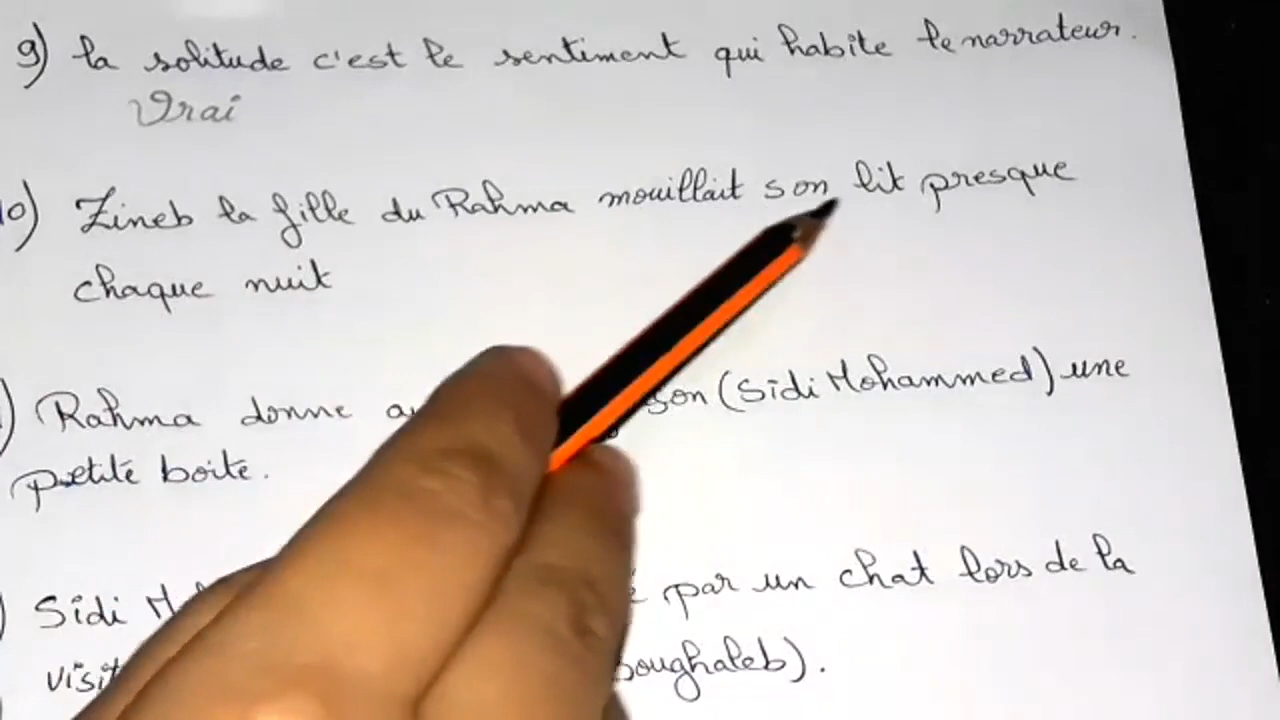 9) la solitude c'est le sentiment qui habite le narrateur.
Vrai
10) Zineb la fille du Rahma mouillait son lit presque
chaque nuit
) Rahma donne son (Sidi Mohammed) une
petite boite.
) Sidi par un chat lors de la
boughaleb).